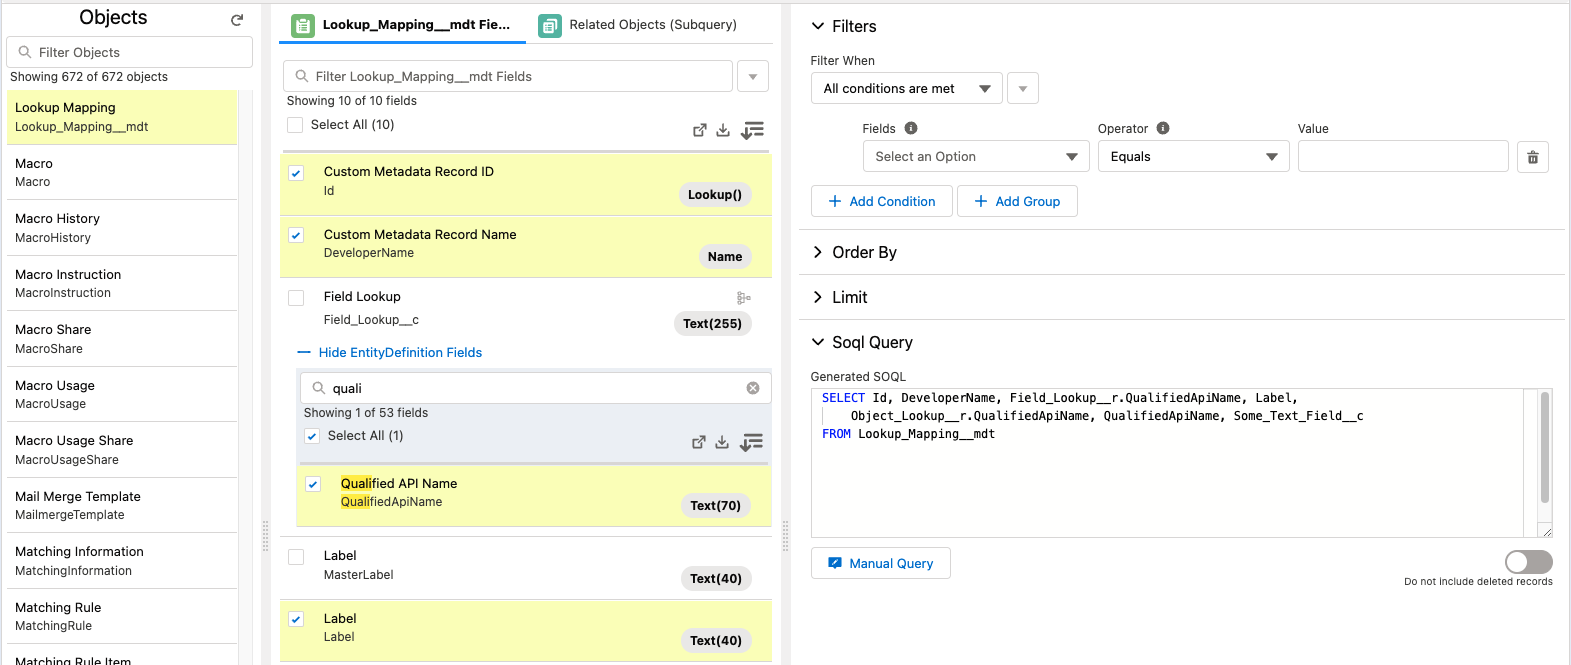 Objects
Filter Objects
Showing 672 of 672 objects
Lookup Mapping
Lookup_Mapping__mdt
Macro
Macro
Macro History
MacroHistory
Macro Instruction
MacroInstruction
Macro Share
MacroShare
Macro Usage
MacroUsage
Macro Usage Share
MacroUsageShare
Mail Merge Template
MailmergeTemplate
Matching Information
MatchingInformation
Matching Rule
MatchingRule
Matching Rule Item
Lookup_Mapping__mdt Fie...
Related Objects (Subquery)
Filter Lookup_Mapping__mdt Fields
Showing 10 of 10 fields
Select All (10)
Custom Metadata Record ID
Id
Lookup()
Custom Metadata Record Name
DeveloperName
Name
Field Lookup
Field_Lookup__c
Text(255)
Hide EntityDefinition Fields
quali
Showing 1 of 53 fields
Select All (1)
Qualified API Name
QualifiedApiName
Text(70)
Label
MasterLabel
Text(40)
Label
Label
Text(40)
Filters
Filter When
All conditions are met
Fields
Operator
Value
Select an Option
Equals
Add Condition
Add Group
Order By
Limit
Soql Query
Generated SOQL
SELECT Id, DeveloperName, Field_Lookup__r.QualifiedApiName, Label,
Object_Lookup__r.QualifiedApiName, QualifiedApiName, Some_Text_Field__c
FROM Lookup_Mapping__mdt
Manual Query
Do not include deleted records